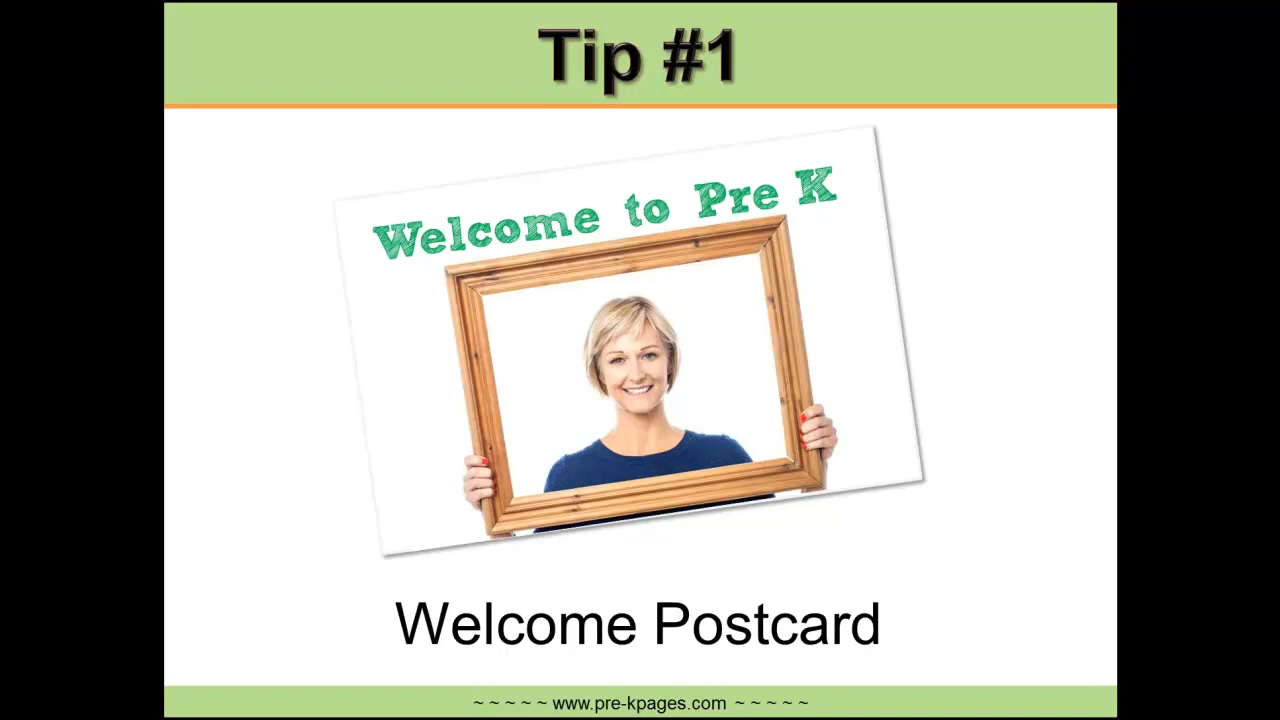 Tip #1
Welcome to Pre K
Welcome Postcard
~ ~ ~ ~ ~ www.pre-kpages.com ~ ~ ~ ~ ~